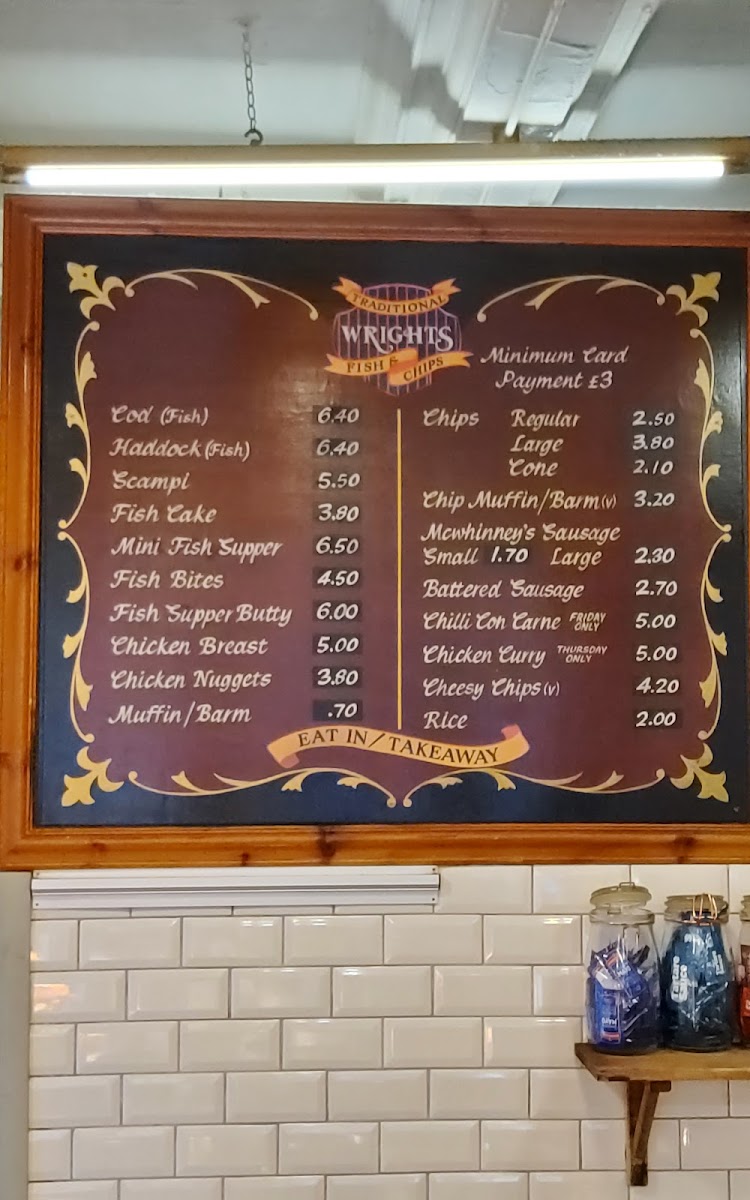 TRADITIONAL
WRIGHTS
FISH & CHIPS
Minimum Card
Payment £3
Cod (Fish) 6.40
Haddock (Fish) 6.40
Scampi 5.50
Fish Cake 3.80
Mini Fish Supper 6.50
Fish Bites 4.50
Fish Supper Butty 6.00
Chicken Breast 5.00
Chicken Nuggets 3.80
Muffin/Barm .70
Chips Regular 2.50
Large 3.80
Cone 2.10
Chip Muffin/Barm (v) 3.20
Mcwhinney's Sausage
Small 1.70 Large 2.30
Battered Sausage 2.70
Chilli Con Carne FRIDAY ONLY 5.00
Chicken Curry THURSDAY ONLY 5.00
Cheesy Chips (v) 4.20
Rice 2.00
EAT IN / TAKEAWAY